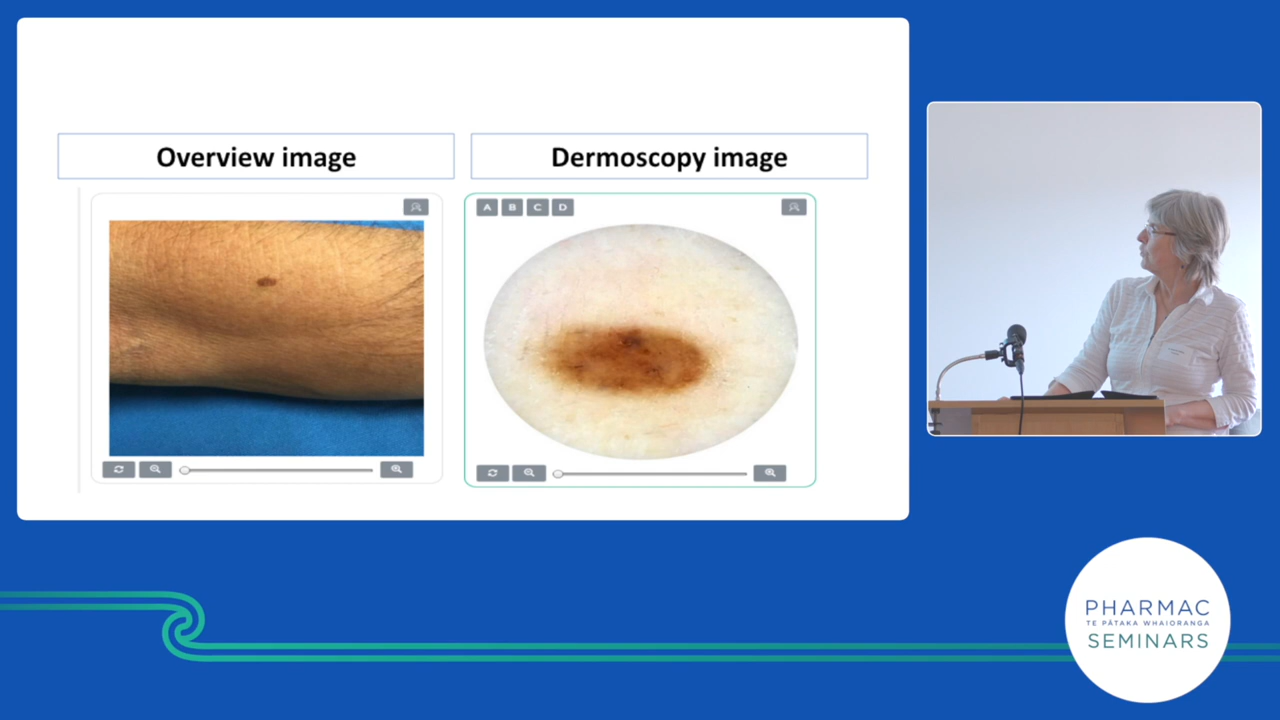 Overview image
Dermoscopy image
A B C D
PHARMAC
TE PĀTAKA WHAIORANGA
SEMINARS